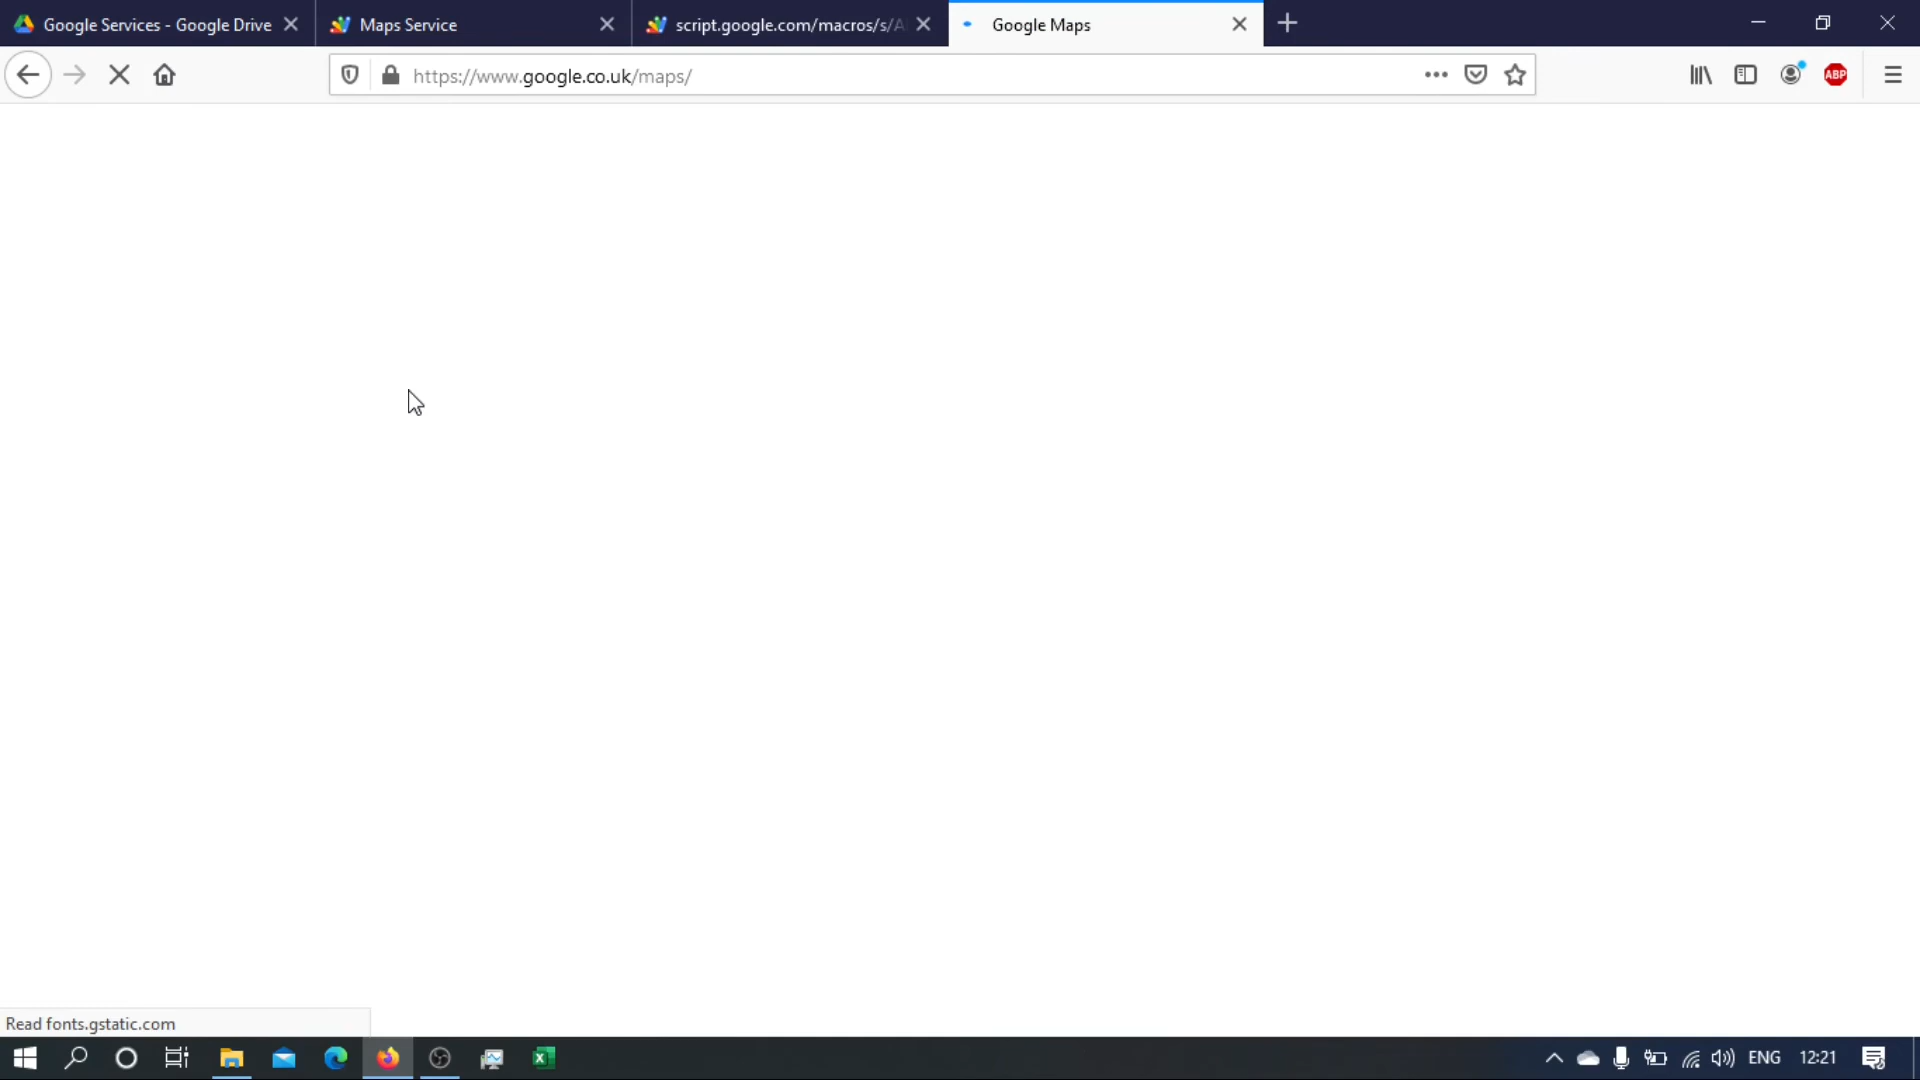 Google Services - Google Drive
Maps Service
script.google.com/macros/s/A
Google Maps
https://www.google.co.uk/maps/
ABP
Read fonts.gstatic.com
ENG
12:21